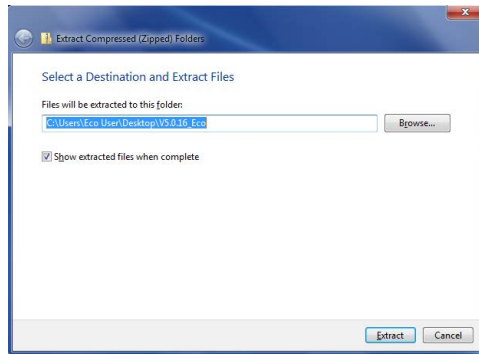 Extract Compressed (Zipped) Folders
Select a Destination and Extract Files
Files will be extracted to this folder:
C:\Users\Eco User\Desktop\V5.0.16_Eco
Browse...
Show extracted files when complete
Extract
Cancel